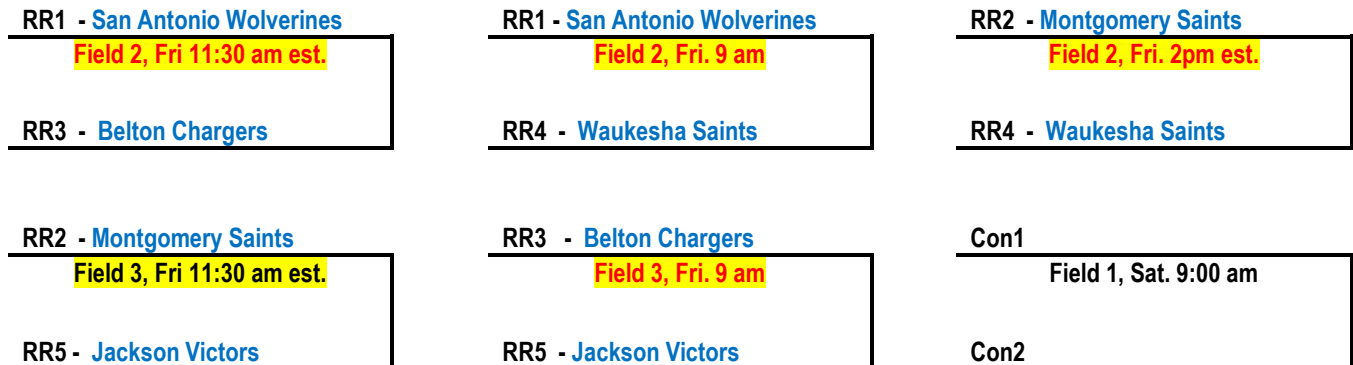 RR1 - San Antonio Wolverines
Field 2, Fri 11:30 am est.
RR3 - Belton Chargers
RR1 - San Antonio Wolverines
Field 2, Fri. 9 am
RR4 - Waukesha Saints
RR2 - Montgomery Saints
Field 2, Fri. 2pm est.
RR4 - Waukesha Saints
RR2 - Montgomery Saints
Field 3, Fri 11:30 am est.
RR5 - Jackson Victors
RR3 - Belton Chargers
Field 3, Fri. 9 am
RR5 - Jackson Victors
Con1
Field 1, Sat. 9:00 am
Con2